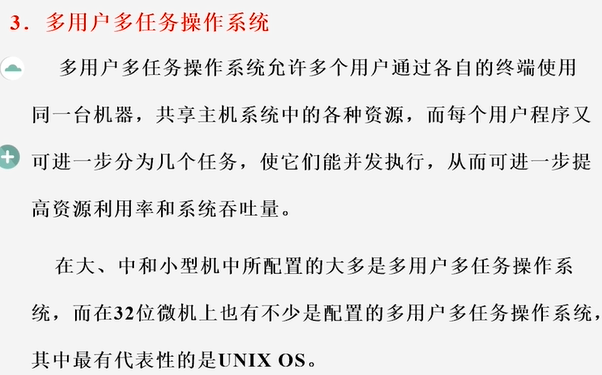 3．多用户多任务操作系统
多用户多任务操作系统允许多个用户通过各自的终端使用
同一台机器，共享主机系统中的各种资源，而每个用户程序又
可进一步分为几个任务，使它们能并发执行，从而可进一步提
高资源利用率和系统吞吐量。
在大、中和小型机中所配置的大多是多用户多任务操作系
统，而在32位微机上也有不少是配置的多用户多任务操作系统，
其中最有代表性的是UNIX OS。